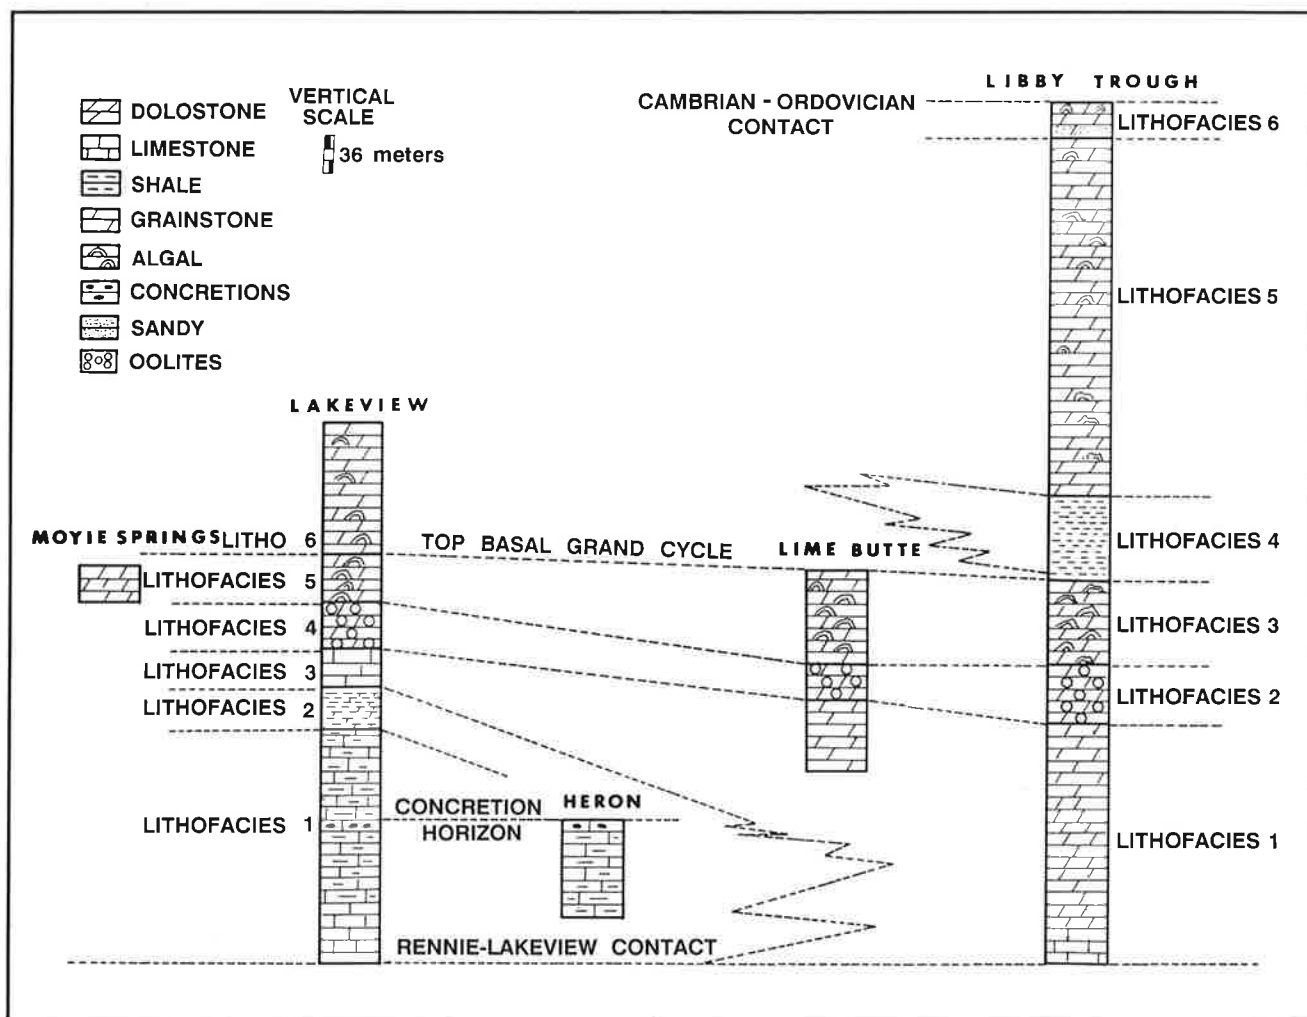 DOLOSTONE
LIMESTONE
SHALE
GRAINSTONE
ALGAL
CONCRETIONS
SANDY
OOLITES
VERTICAL
SCALE
36 meters
CAMBRIAN - ORDOVICIAN
CONTACT
LIBBY TROUGH
LITHOFACIES 6
LITHOFACIES 5
LITHOFACIES 4
LITHOFACIES 3
LITHOFACIES 2
LITHOFACIES 1
LAKEVIEW
MOYIE SPRINGS
LITHO 6
LITHOFACIES 5
LITHOFACIES 4
LITHOFACIES 3
LITHOFACIES 2
LITHOFACIES 1
TOP BASAL GRAND CYCLE
LIME BUTTE
CONCRETION
HORIZON
HERON
RENNIE-LAKEVIEW CONTACT